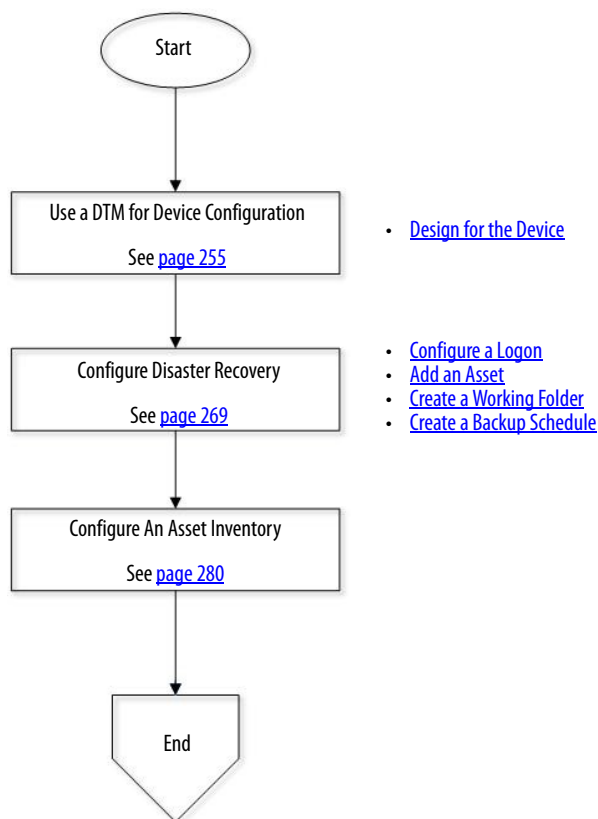 Start
Use a DTM for Device Configuration
See page 255
• Design for the Device
Configure Disaster Recovery
See page 269
• Configure a Logon
• Add an Asset
• Create a Working Folder
• Create a Backup Schedule
Configure An Asset Inventory
See page 280
End